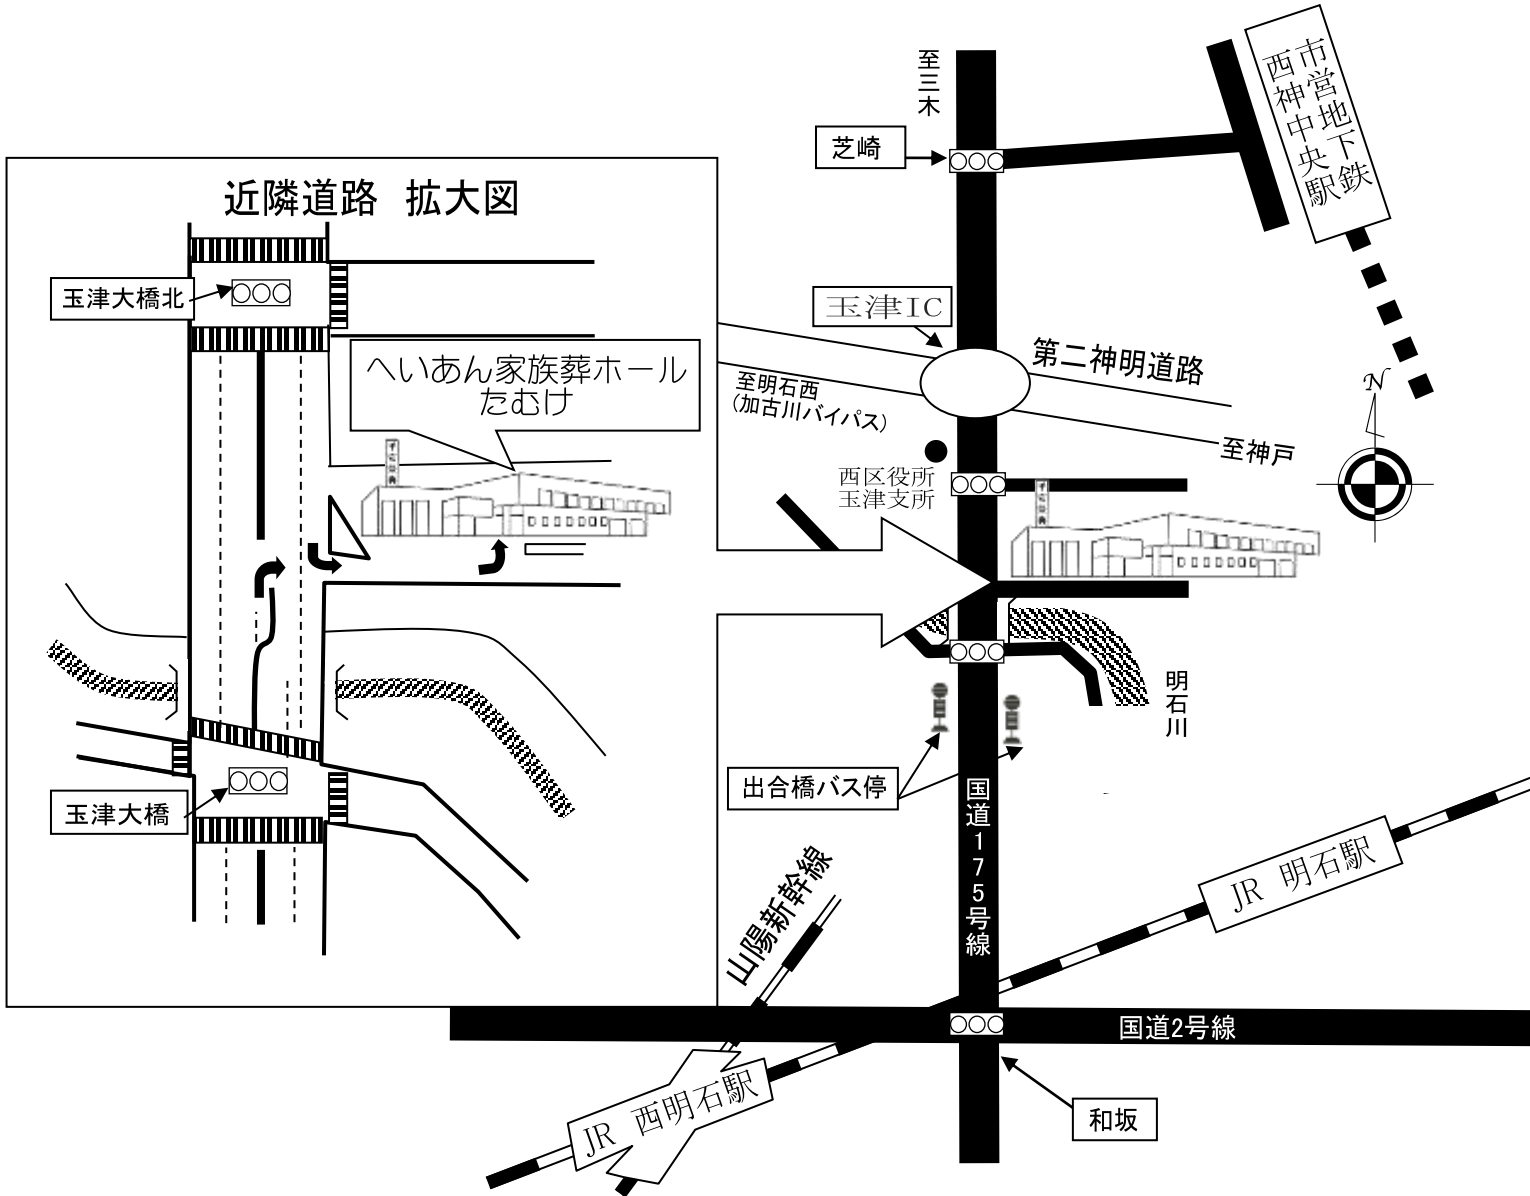 近隣道路 拡大図
玉津大橋北
へいあん家族葬ホール
たむけ
玉津大橋
至三木
芝崎
市営地下鉄
西神中央駅
玉津IC
第二神明道路
至明石西
(加古川バイパス)
至神戸
N
西区役所
玉津支所
明石川
出合橋バス停
国道175号線
山陽新幹線
JR 明石駅
国道2号線
JR 西明石駅
和坂